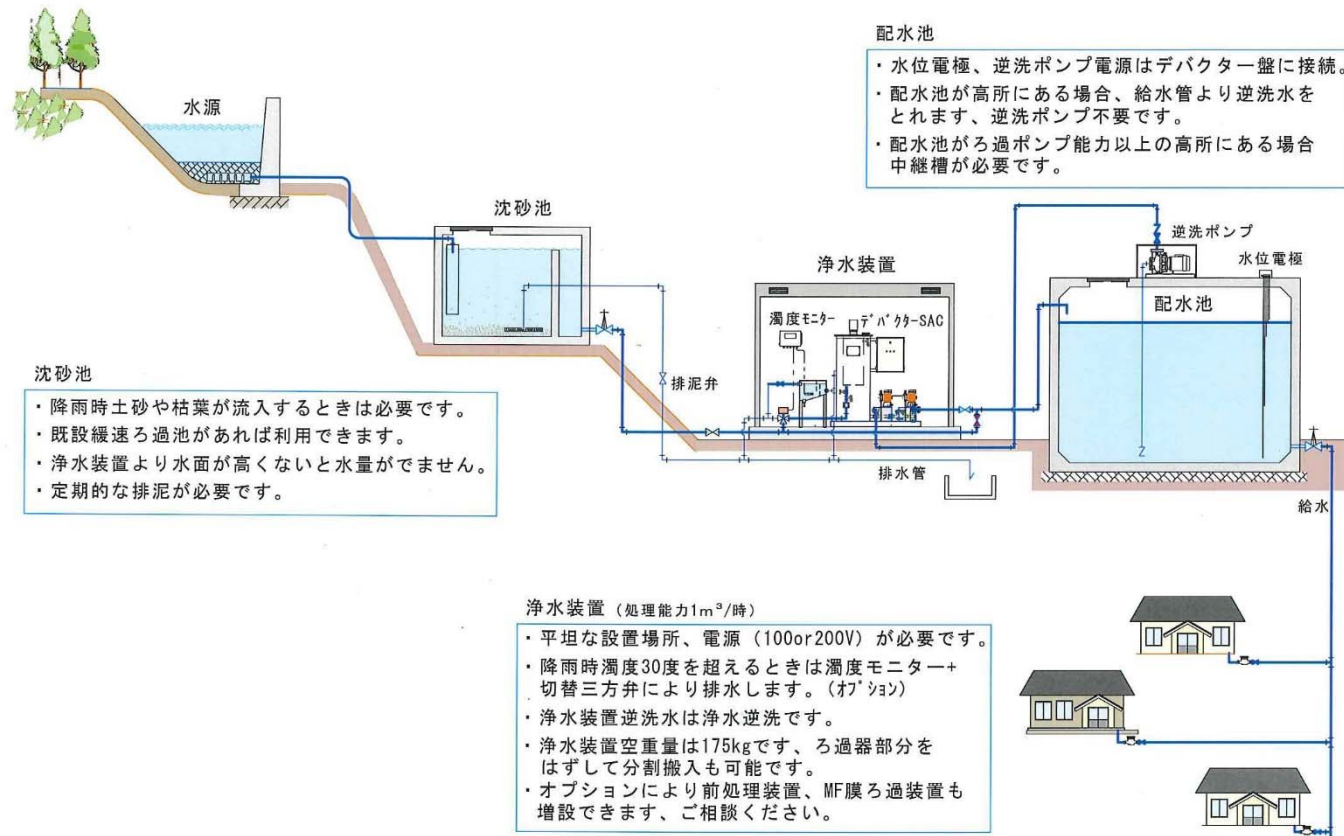 配水池
・水位電極、逆洗ポンプ電源はデバクター盤に接続。
・配水池が高所にある場合、給水管より逆洗水を
とれます、逆洗ポンプ不要です。
・配水池がろ過ポンプ能力以上の高所にある場合
中継槽が必要です。
水源
沈砂池
浄水装置
逆洗ポンプ
水位電極
配水池
濁度モニター
デバクターSAC
排泥弁
排水管
給水
沈砂池
・降雨時土砂や枯葉が流入するときは必要です。
・既設緩速ろ過池があれば利用できます。
・浄水装置より水面が高くないと水量がでません。
・定期的な排泥が必要です。
浄水装置（処理能力1m³/時）
・平坦な設置場所、電源（100or200V）が必要です。
・降雨時濁度30度を超えるときは濁度モニター+
切替三方弁により排水します。(オプション)
・浄水装置逆洗水は浄水逆洗です。
・浄水装置空重量は175kgです、ろ過器部分を
はずして分割搬入も可能です。
・オプションにより前処理装置、MF膜ろ過装置も
増設できます、ご相談ください。